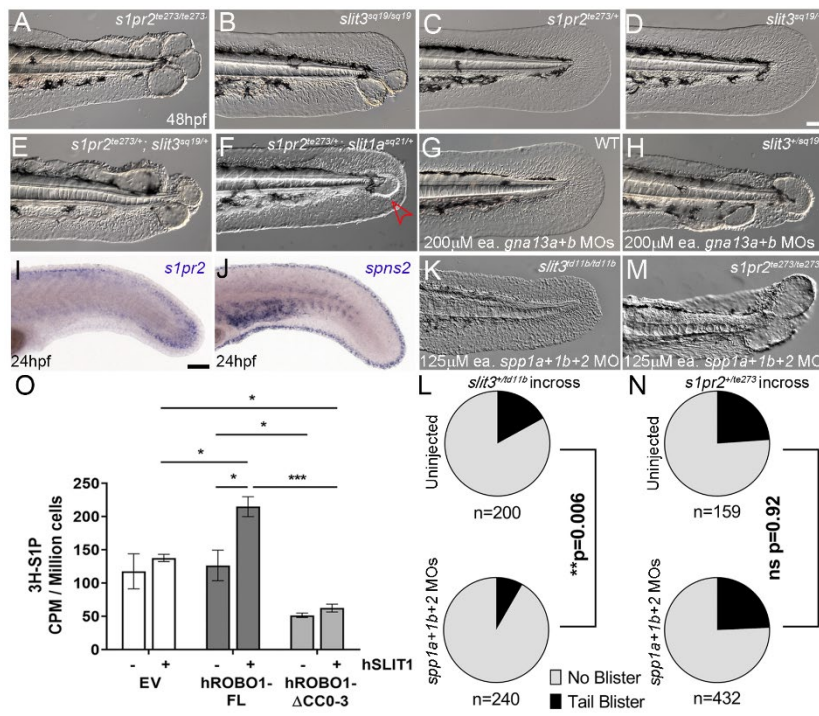 A s1pr2te273/te273-
48hpf
B slit3sq19/sq19
C s1pr2te273/+
D slit3sq19/+
E s1pr2te273/+; slit3sq19/+
F s1pr2te273/+; slit1asq21/+
G WT
200µM ea. gna13a+b MOs
H slit3+/sq19
200µM ea. gna13a+b MOs
I s1pr2
24hpf
J spns2
24hpf
K slit3td11b/td11b
125µM ea. spp1a+1b+2 MO
M s1pr2te273/te273
125µM ea. spp1a+1b+2 MO
O
3H-S1P
CPM / Million cells
250
200
150
100
50
0
*
*
*
*
***
- + - + - + hSLIT1
EV hROBO1-FL hROBO1-ΔCC0-3
L slit3+/td11b incross
Uninjected
n=200
**p=0.006
spp1a+1b+2 MOs
n=240
N s1pr2+/te273 incross
Uninjected
n=159
ns p=0.92
spp1a+1b+2 MOs
n=432
No Blister
Tail Blister